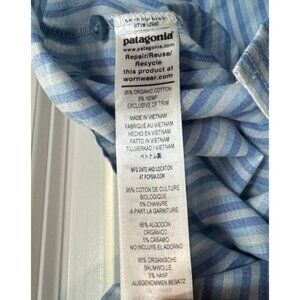 patagonia®
www.patagonia.com
Repair/Reuse/
Recycle
this product at
wornwear.com
95% ORGANIC COTTON
5% HEMP
EXCLUSIVE OF TRIM
MADE IN VIETNAM
FABRIQUÉ AU VIETNAM
HECHO EN VIETNAM
FATTO IN VIETNAM
TILLVERKAD I VIETNAM
ベトナム製
MFG DATE AND LOCATION
AT PCPSIA.COM
95% COTON DE CULTURE
BIOLOGIQUE
5% CHANVRE
À PART LA GARNITURE
95% ALGODÓN
ORGÁNICO
5% CÁÑAMO
NO INCLUYE EL ADORNO
95% ORGANISCHE
BAUMWOLLE
5% HANF
AUSGENOMMEN BESATZ